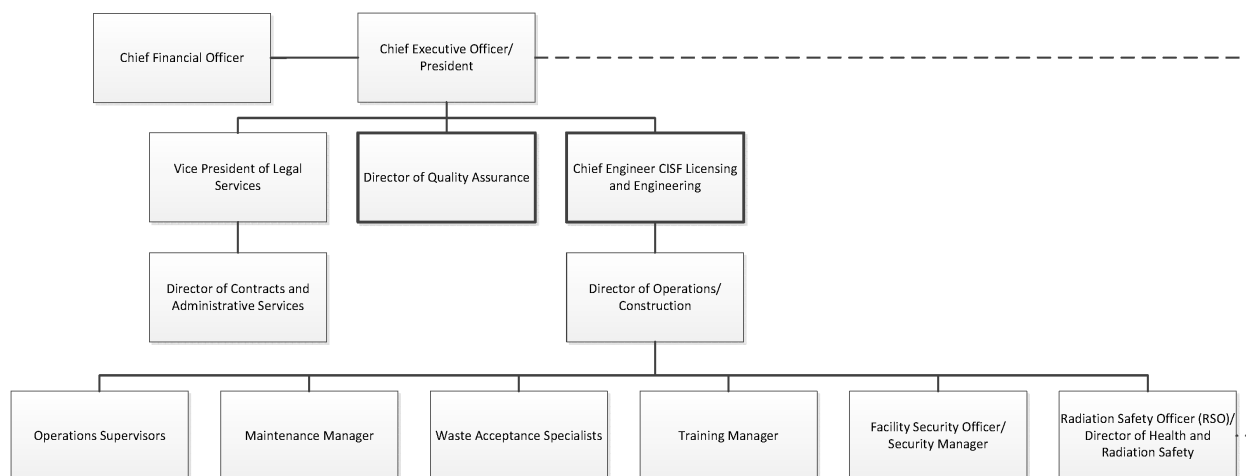 Chief Financial Officer
Chief Executive Officer/
President
Vice President of Legal
Services
Director of Quality Assurance
Chief Engineer CISF Licensing
and Engineering
Director of Contracts and
Administrative Services
Director of Operations/
Construction
Operations Supervisors
Maintenance Manager
Waste Acceptance Specialists
Training Manager
Facility Security Officer/
Security Manager
Radiation Safety Officer (RSO)/
Director of Health and
Radiation Safety